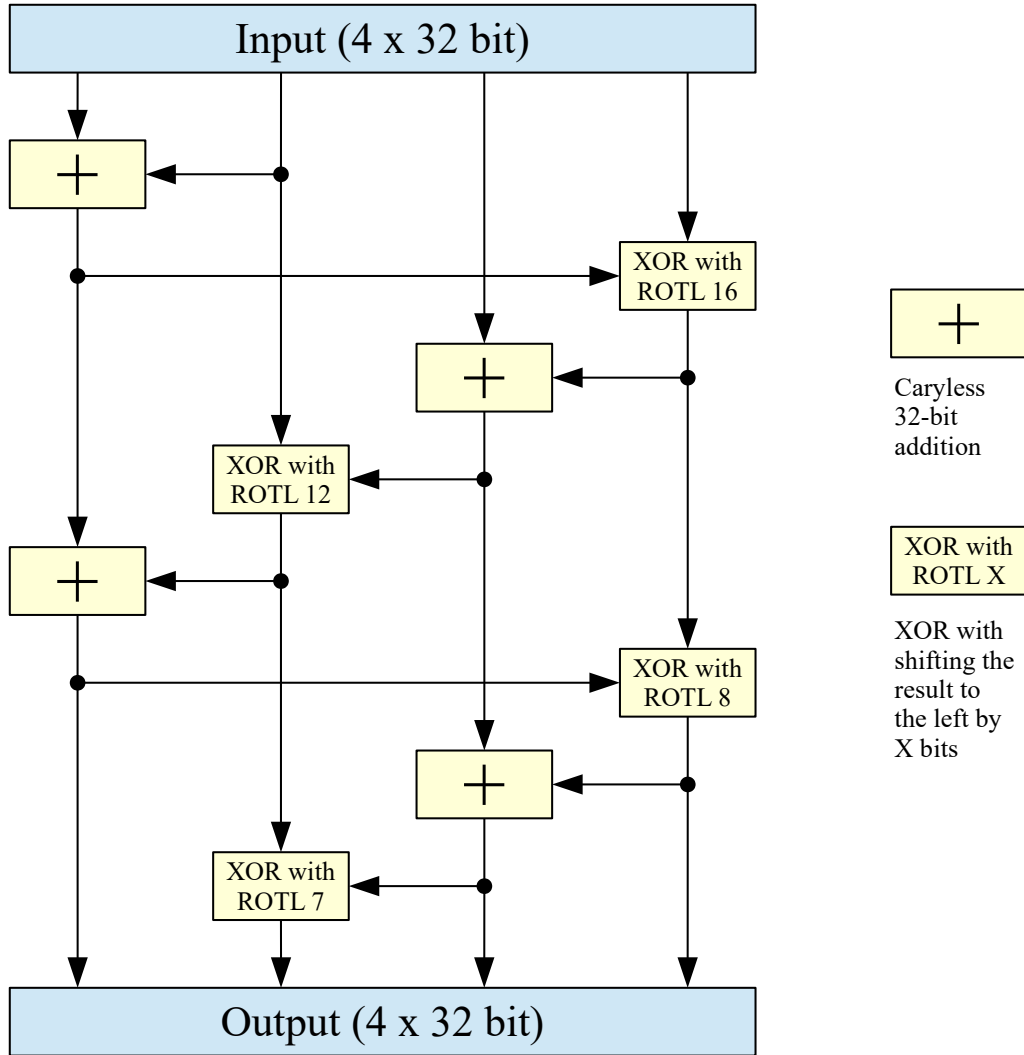 Input (4 x 32 bit)
+
XOR with
ROTL 16
+
XOR with
ROTL 12
+
XOR with
ROTL 8
+
XOR with
ROTL 7
Output (4 x 32 bit)
+
Caryless
32-bit
addition
XOR with
ROTL X
XOR with
shifting the
result to
the left by
X bits